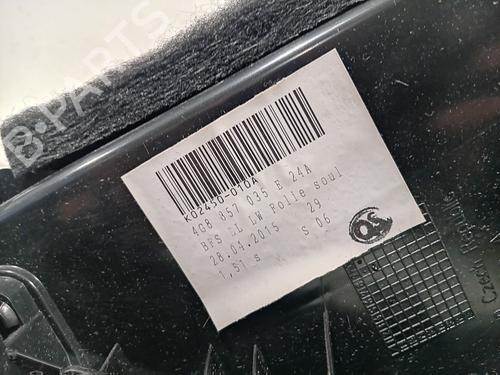 B-PARTS
K02450-010A
4G8 857 035 E 24A
BFS LL LW Folie soul
28.04.2015 29
1,51 s S 06
Czech Republic